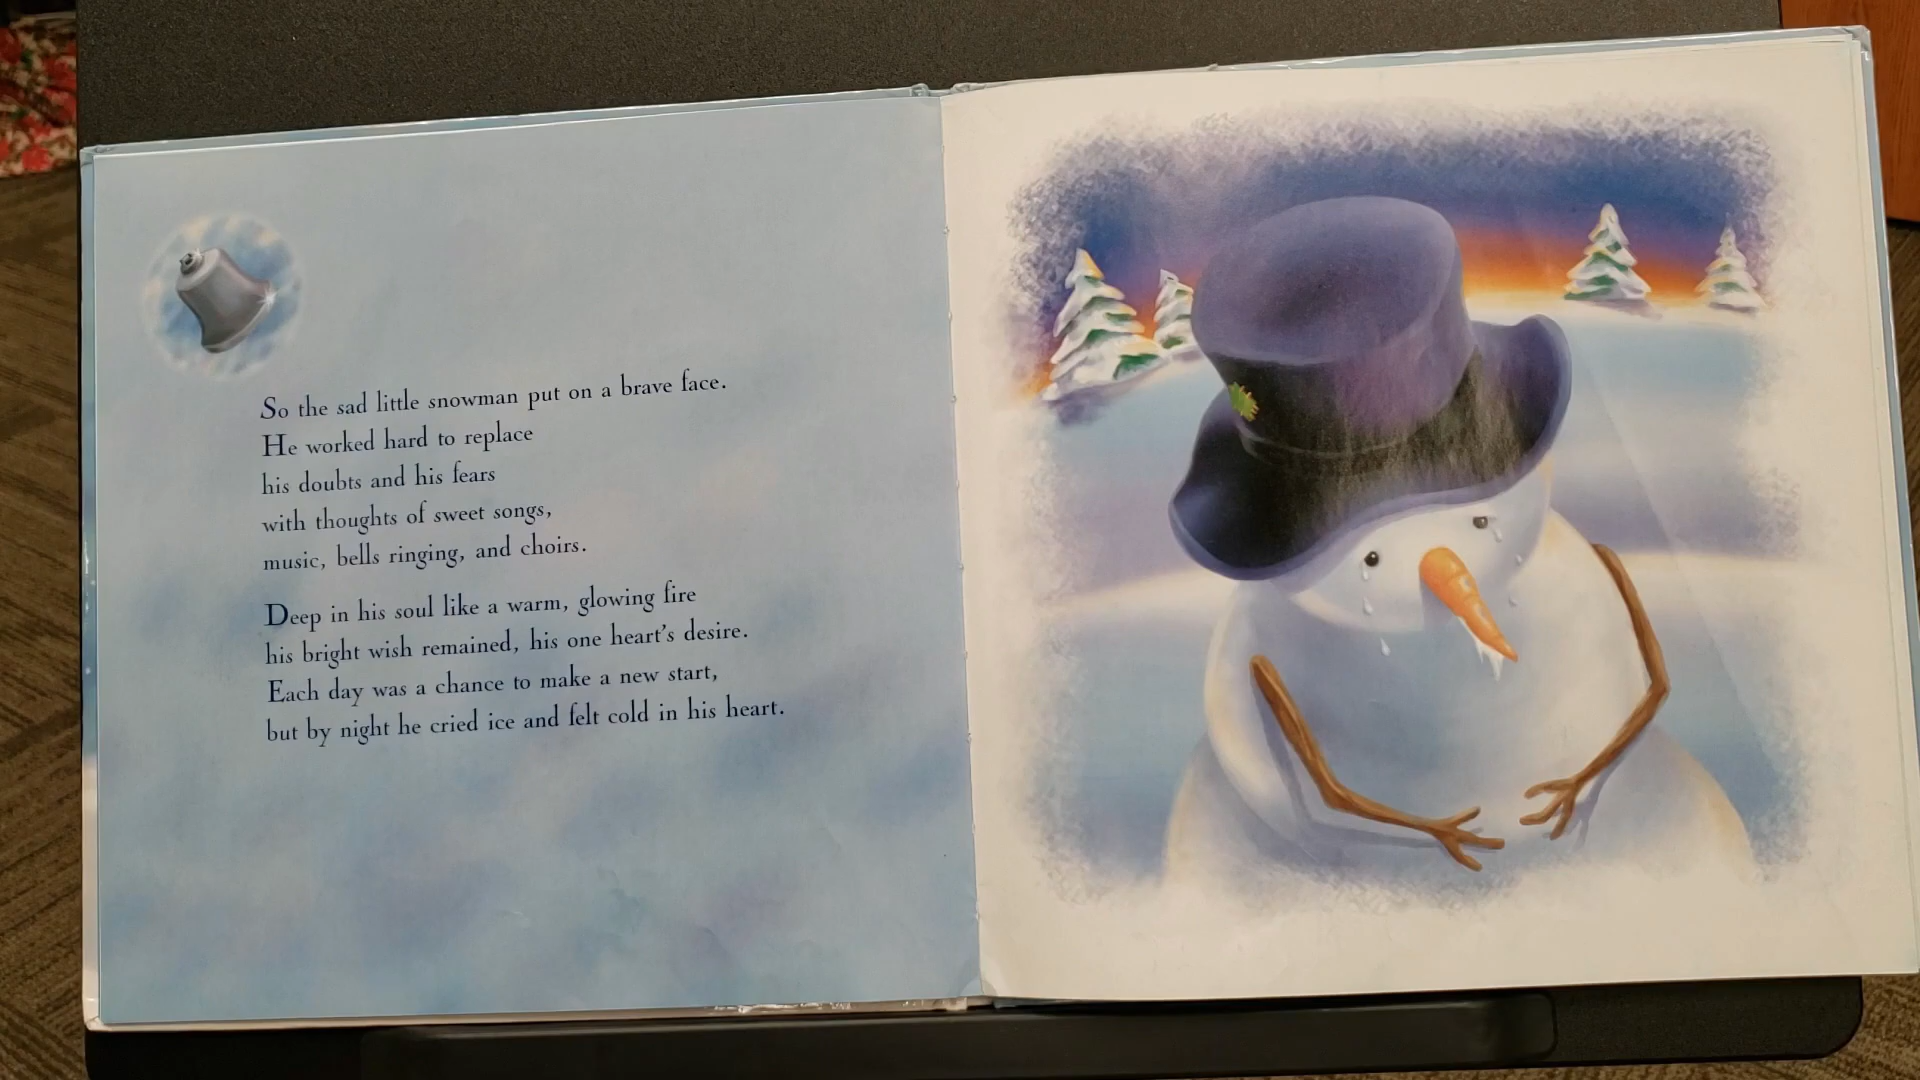 So the sad little snowman put on a brave face.
He worked hard to replace
his doubts and his fears
with thoughts of sweet songs,
music, bells ringing, and choirs.
Deep in his soul like a warm, glowing fire
his bright wish remained, his one heart's desire.
Each day was a chance to make a new start,
but by night he cried ice and felt cold in his heart.